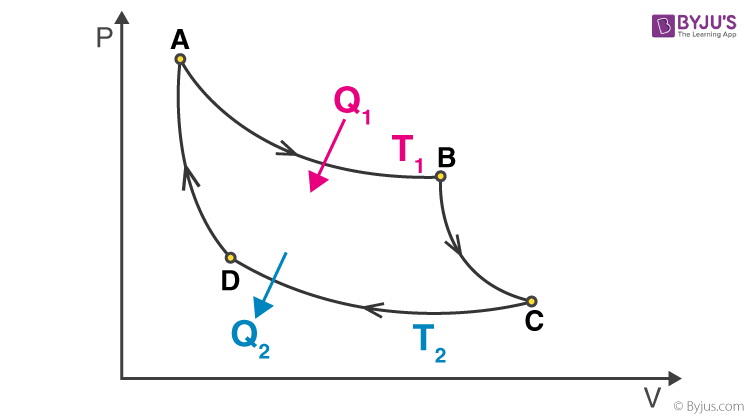 BYJU'S
The Learning App
P
A
Q1
T1
B
D
Q2
T2
C
V
© Byjus.com